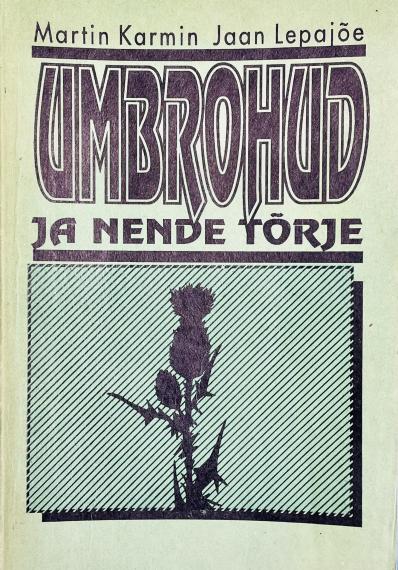 Martin Karmin Jaan Lepajõe
UMBROHUD
JA NENDE TÕRJE